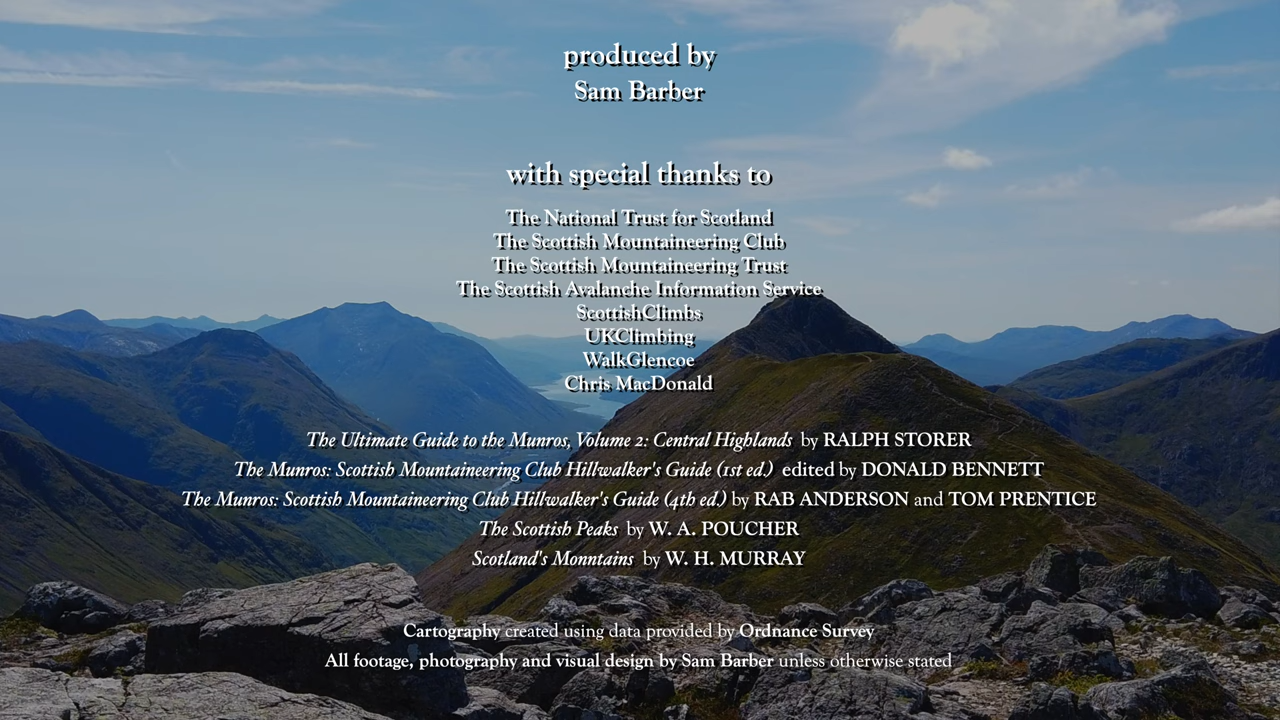 produced by
Sam Barber
with special thanks to
The National Trust for Scotland
The Scottish Mountaineering Club
The Scottish Mountaineering Trust
The Scottish Avalanche Information Service
ScottishClimbs
UKClimbing
WalkGlencoe
Chris MacDonald
The Ultimate Guide to the Munros, Volume 2: Central Highlands by RALPH STORER
The Munros: Scottish Mountaineering Club Hillwalker's Guide (1st ed.) edited by DONALD BENNETT
The Munros: Scottish Mountaineering Club Hillwalker's Guide (4th ed.) by RAB ANDERSON and TOM PRENTICE
The Scottish Peaks by W. A. POUCHER
Scotland's Monntains by W. H. MURRAY
Cartography created using data provided by Ordnance Survey
All footage, photography and visual design by Sam Barber unless otherwise stated